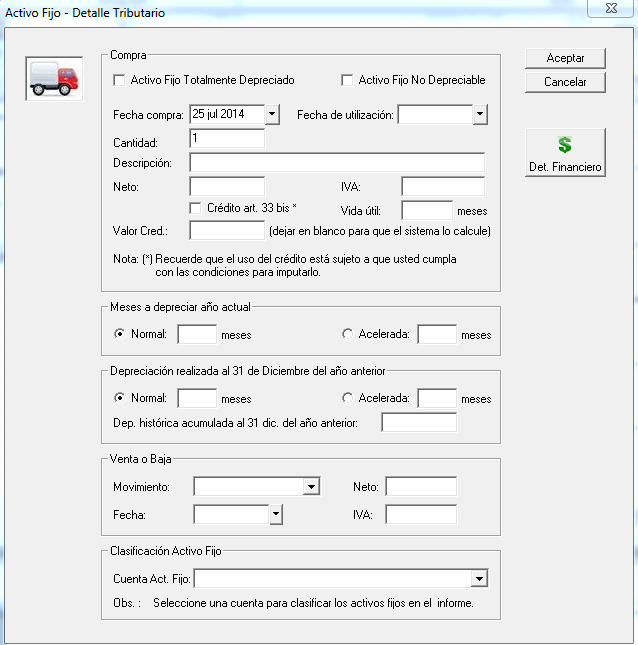 Activo Fijo - Detalle Tributario
Compra
Activo Fijo Totalmente Depreciado
Activo Fijo No Depreciable
Fecha compra: 25 jul 2014 Fecha de utilización:
Cantidad: 1
Descripción:
Neto: IVA:
Crédito art. 33 bis * Vida útil: meses
Valor Cred.: (dejar en blanco para que el sistema lo calcule)
Nota: (*) Recuerde que el uso del crédito está sujeto a que usted cumpla
con las condiciones para imputarlo.
Meses a depreciar año actual
Normal: meses Acelerada: meses
Depreciación realizada al 31 de Diciembre del año anterior
Normal: meses Acelerada: meses
Dep. histórica acumulada al 31 dic. del año anterior:
Venta o Baja
Movimiento: Neto:
Fecha: IVA:
Clasificación Activo Fijo
Cuenta Act. Fijo:
Obs. : Seleccione una cuenta para clasificar los activos fijos en el informe.
Aceptar
Cancelar
$
Det. Financiero